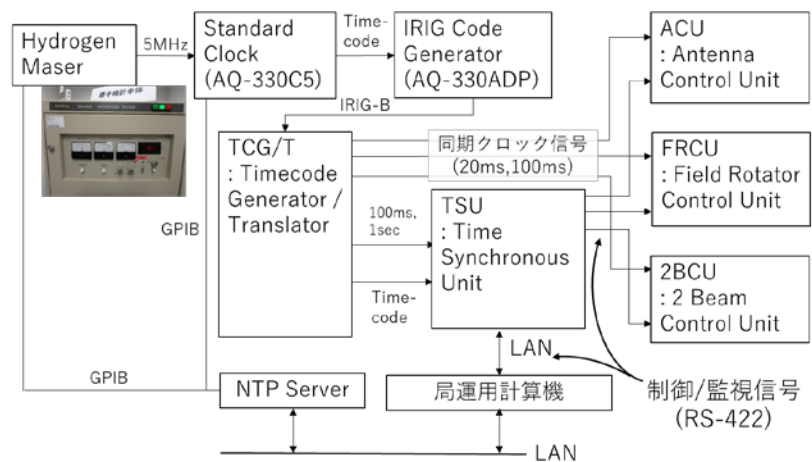 Hydrogen
Maser
5MHz
Standard
Clock
(AQ-330C5)
Time-
code
IRIG Code
Generator
(AQ-330ADP)
ACU
: Antenna
Control Unit
IRIG-B
TCG/T
: Timecode
Generator /
Translator
同期クロック信号
(20ms,100ms)
FRCU
: Field Rotator
Control Unit
GPIB
100ms,
1sec
TSU
: Time
Synchronous
Unit
Time-
code
2BCU
: 2 Beam
Control Unit
LAN
GPIB
NTP Server
局運用計算機
制御/監視信号
(RS-422)
LAN